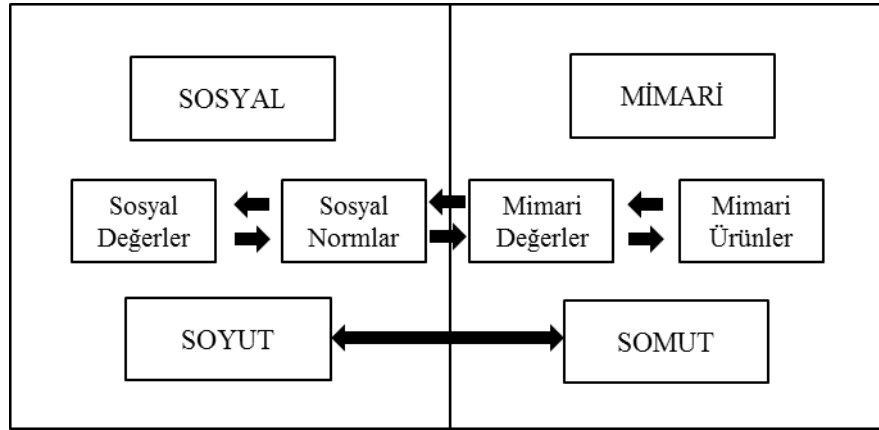 SOSYAL
MİMARİ
Sosyal
Değerler
Sosyal
Normlar
Mimari
Değerler
Mimari
Ürünler
SOYUT
SOMUT